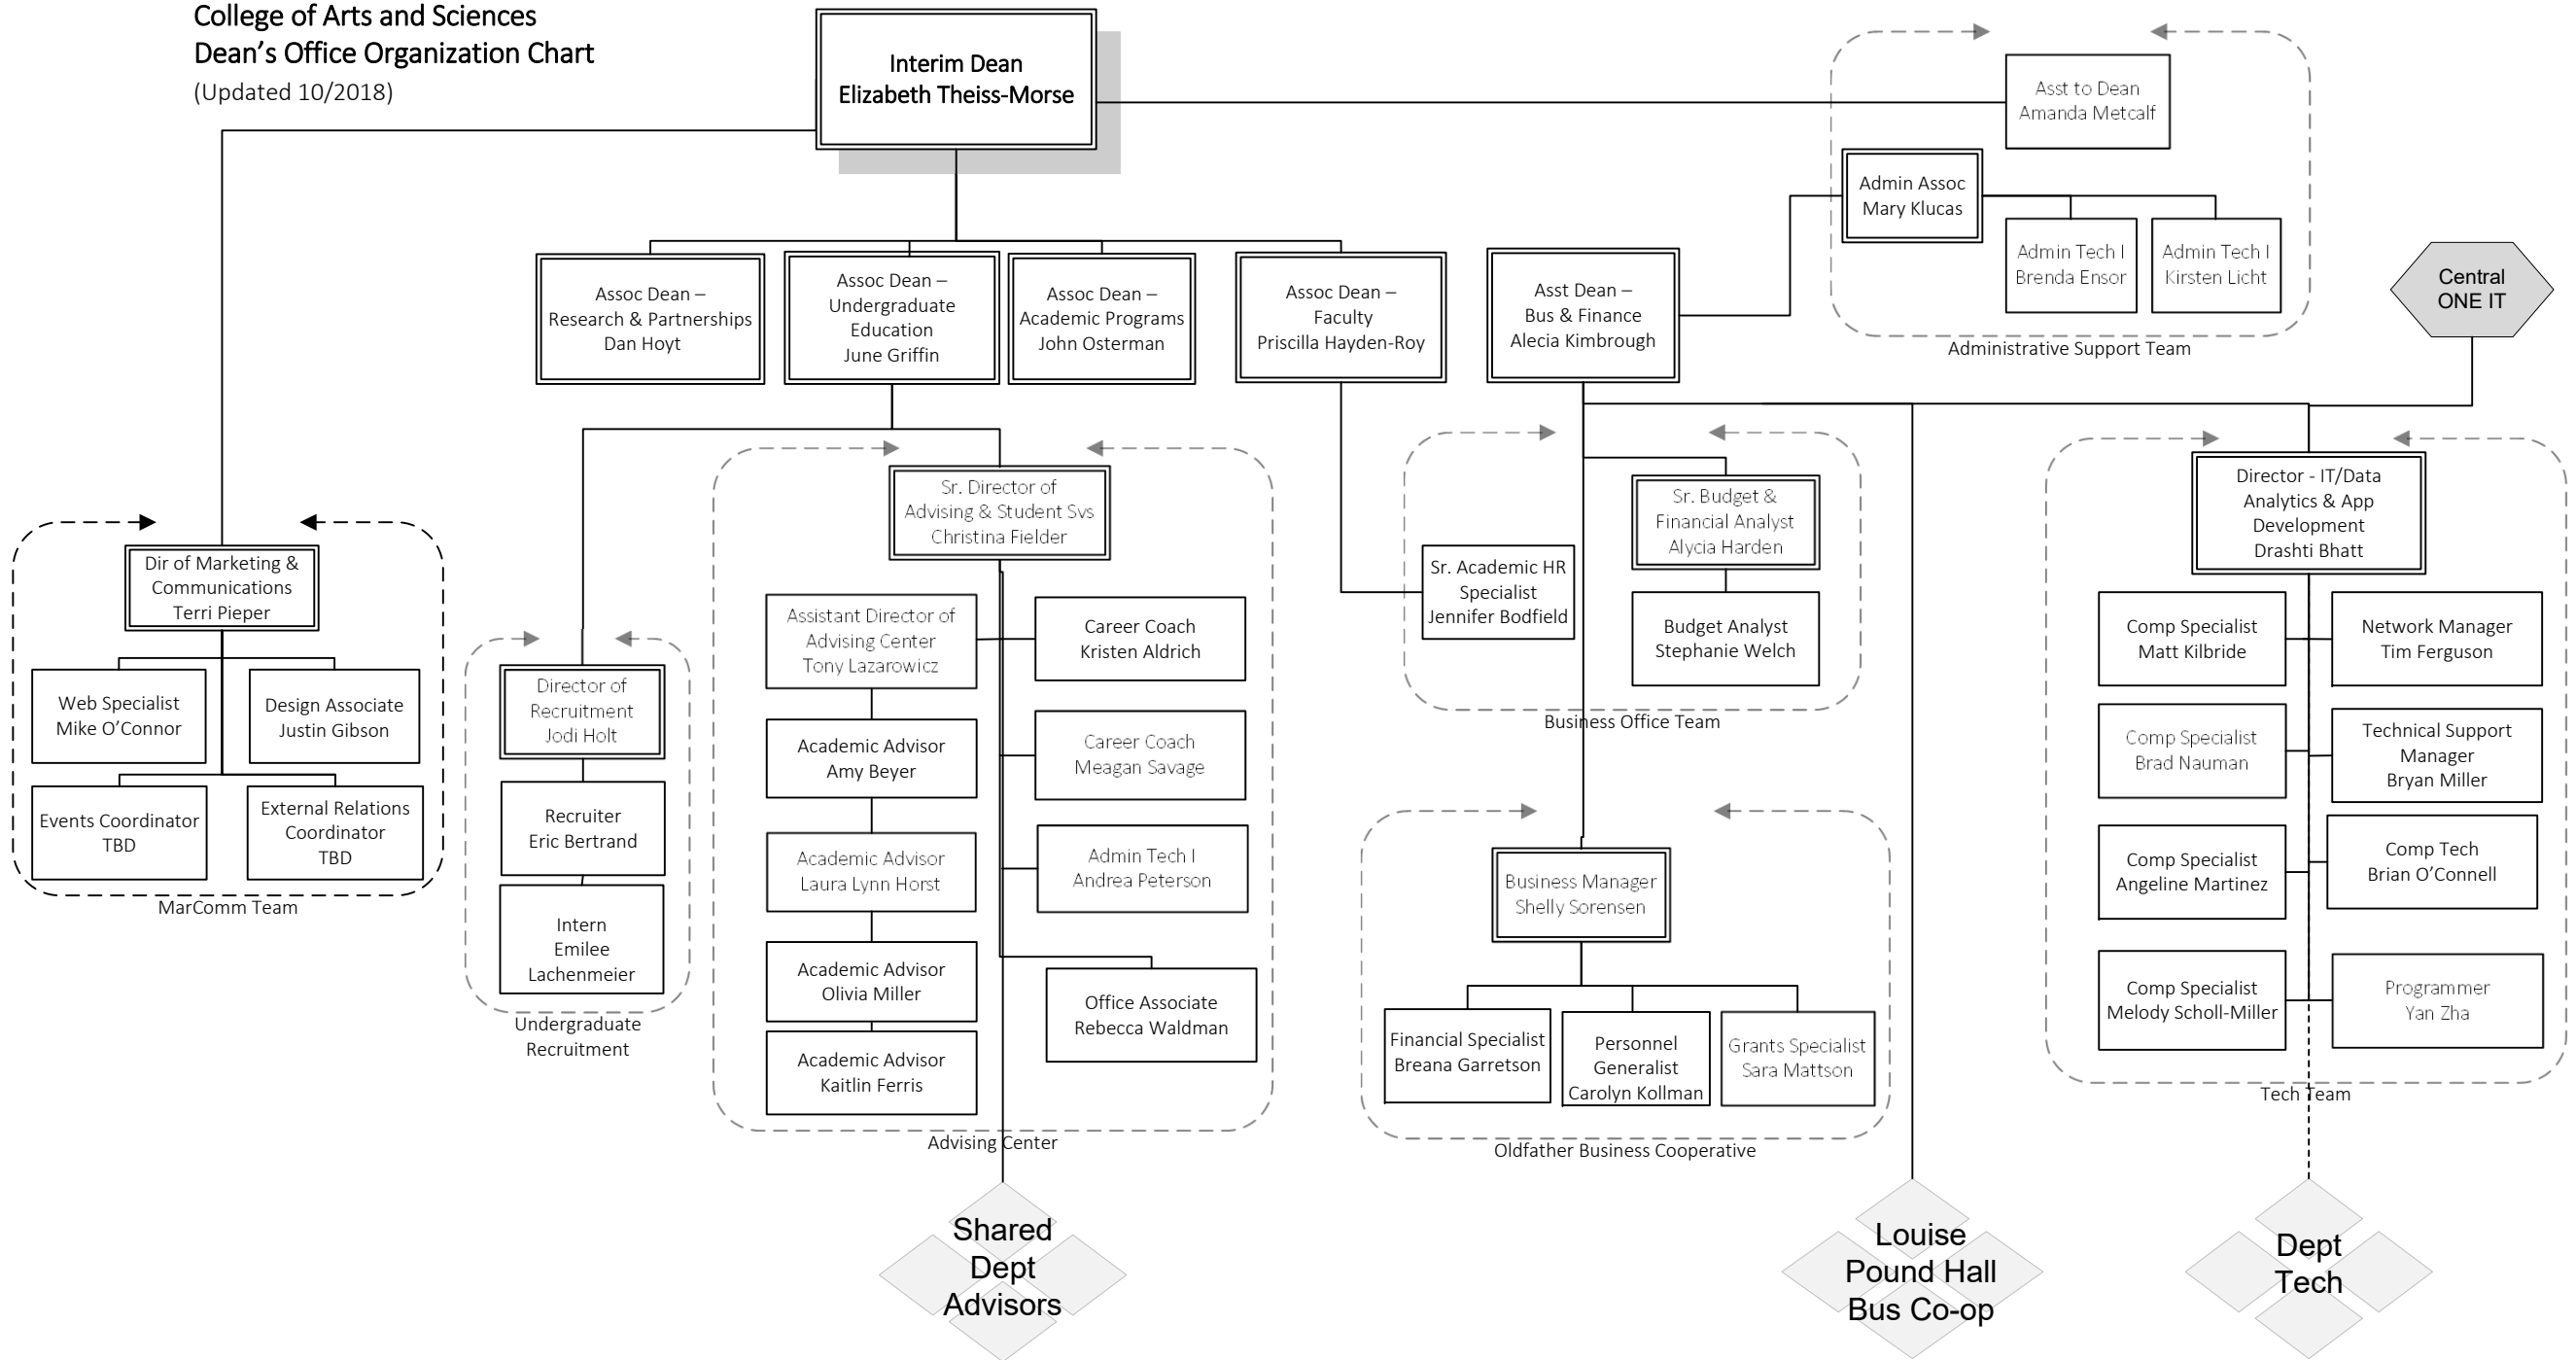 College of Arts and Sciences
Dean's Office Organization Chart
(Updated 10/2018)
Interim Dean
Elizabeth Theiss-Morse
Asst to Dean
Amanda Metcalf
Admin Assoc
Mary Klucas
Admin Tech I
Brenda Ensor
Admin Tech I
Kirsten Licht
Administrative Support Team
Central
ONE IT
Assoc Dean –
Research & Partnerships
Dan Hoyt
Assoc Dean –
Undergraduate
Education
June Griffin
Assoc Dean –
Academic Programs
John Osterman
Assoc Dean –
Faculty
Priscilla Hayden-Roy
Asst Dean –
Bus & Finance
Alecia Kimbrough
Dir of Marketing &
Communications
Terri Pieper
Web Specialist
Mike O'Connor
Design Associate
Justin Gibson
Events Coordinator
TBD
External Relations
Coordinator
TBD
MarComm Team
Director of
Recruitment
Jodi Holt
Recruiter
Eric Bertrand
Intern
Emilee
Lachenmeier
Undergraduate
Recruitment
Sr. Director of
Advising & Student Svs
Christina Fielder
Assistant Director of
Advising Center
Tony Lazarowicz
Career Coach
Kristen Aldrich
Academic Advisor
Amy Beyer
Career Coach
Meagan Savage
Academic Advisor
Laura Lynn Horst
Admin Tech I
Andrea Peterson
Academic Advisor
Olivia Miller
Office Associate
Rebecca Waldman
Academic Advisor
Kaitlin Ferris
Advising Center
Shared
Dept
Advisors
Sr. Academic HR
Specialist
Jennifer Bodfield
Sr. Budget &
Financial Analyst
Alycia Harden
Budget Analyst
Stephanie Welch
Business Office Team
Business Manager
Shelly Sorensen
Financial Specialist
Breana Garretson
Personnel
Generalist
Carolyn Kollman
Grants Specialist
Sara Mattson
Oldfather Business Cooperative
Louise
Pound Hall
Bus Co-op
Director - IT/Data
Analytics & App
Development
Drashti Bhatt
Comp Specialist
Matt Kilbride
Network Manager
Tim Ferguson
Comp Specialist
Brad Nauman
Technical Support
Manager
Bryan Miller
Comp Specialist
Angeline Martinez
Comp Tech
Brian O'Connell
Comp Specialist
Melody Scholl-Miller
Programmer
Yan Zha
Tech Team
Dept
Tech